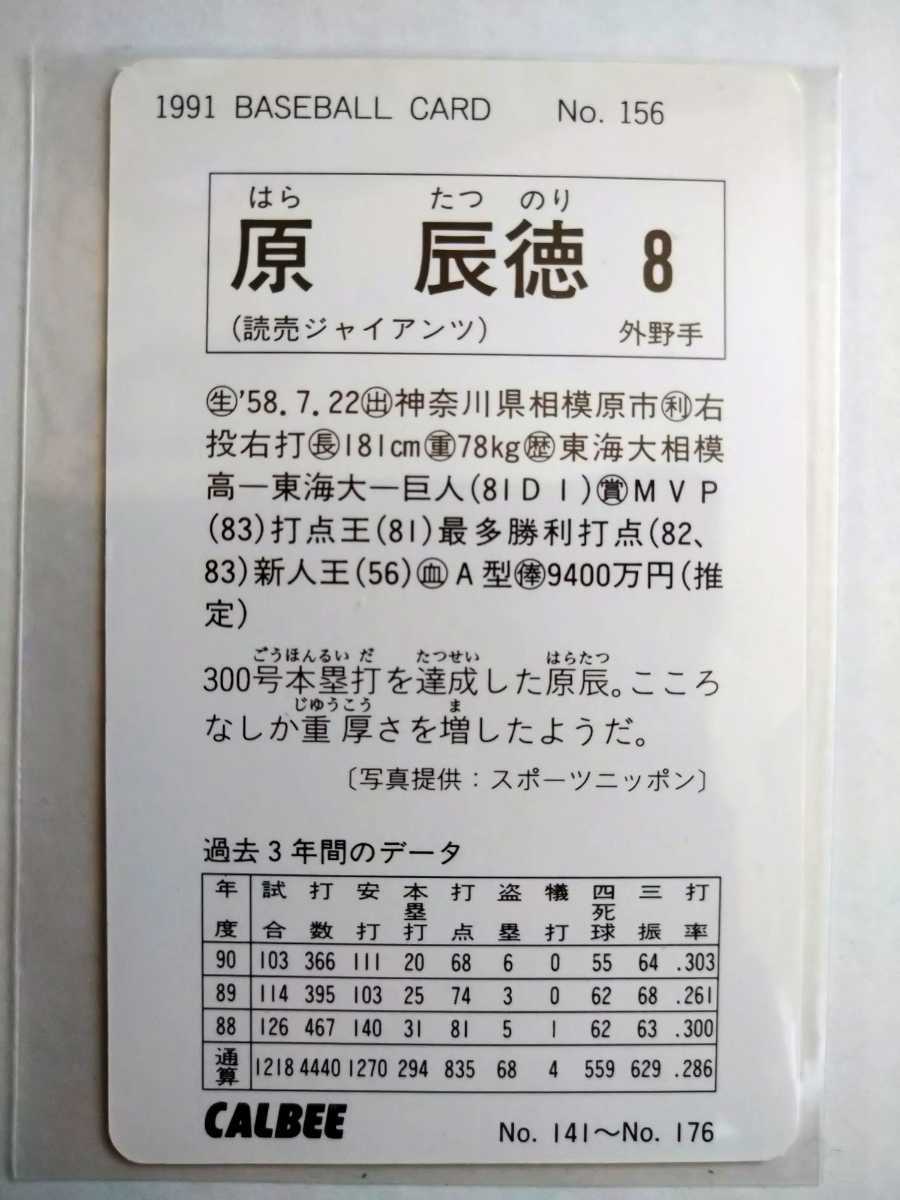 1991 BASEBALL CARD No. 156
はら たつ のり
原 辰徳 8
(読売ジャイアンツ) 外野手
㊤'58.7.22㊦神奈川県相模原市㊨右
投右打長181cm重78kg歴東海大相模
高―東海大―巨人(81D1)賞MVP
(83)打点王(81)最多勝利打点(82、
83)新人王(56)血A型俸9400万円(推
定)
ごうほんるい だ たつせい はらたつ
300号本塁打を達成した原辰。こころ
じゆうこう ま
なしか重厚さを増したようだ。
〔写真提供：スポーツニッポン〕
過去3年間のデータ
年度 試合 打数 安打 本塁打 打点 盗塁 犠打 四死球 三振 打率
90 103 366 111 20 68 6 0 55 64 .303
89 114 395 103 25 74 3 0 62 68 .261
88 126 467 140 31 81 5 1 62 63 .300
通算 1218 4440 1270 294 835 68 4 559 629 .286
CALBEE No. 141〜No. 176